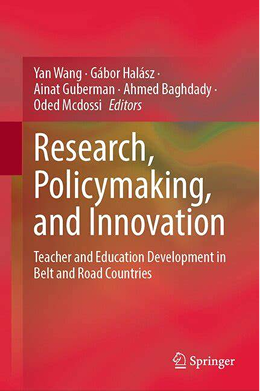 Yan Wang · Gábor Halász ·
Ainat Guberman · Ahmed Baghdady ·
Oded Mcdossi Editors
Research,
Policymaking,
and Innovation
Teacher and Education Development in
Belt and Road Countries
Springer